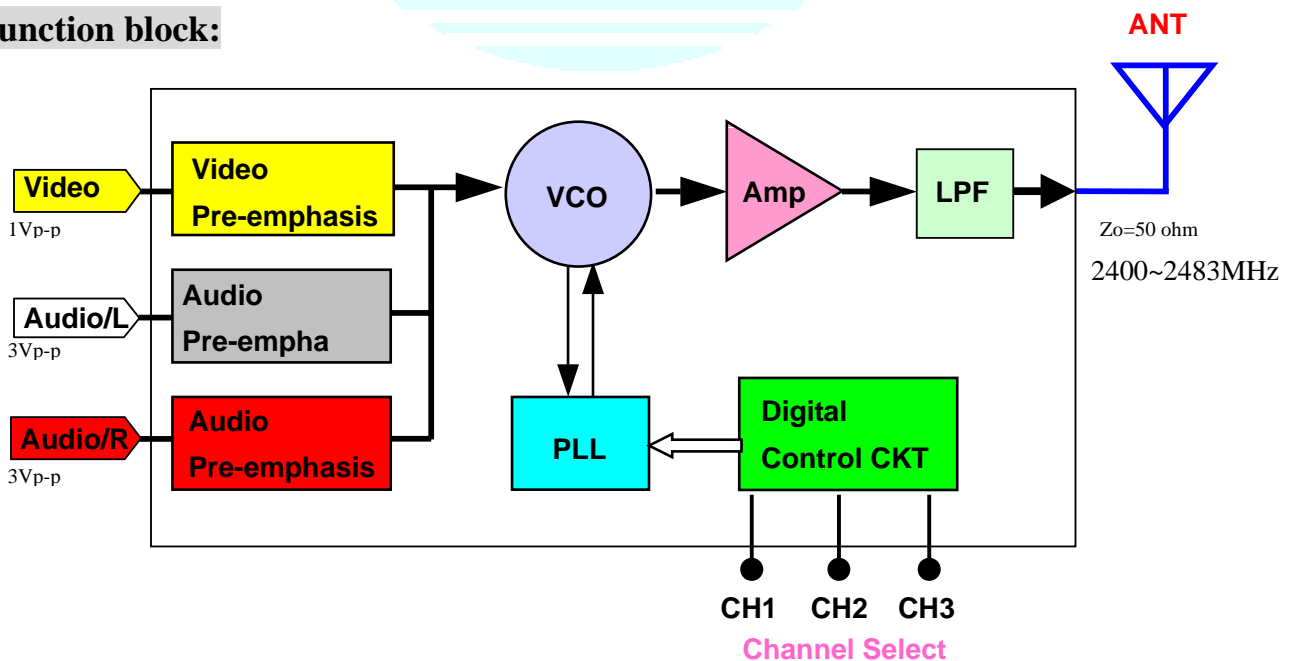 unction block:
ANT
Video
1Vp-p
Video
Pre-emphasis
VCO
Amp
LPF
Zo=50 ohm
2400~2483MHz
Audio/L
3Vp-p
Audio
Pre-empha
Audio/R
3Vp-p
Audio
Pre-emphasis
PLL
Digital
Control CKT
CH1 CH2 CH3
Channel Select